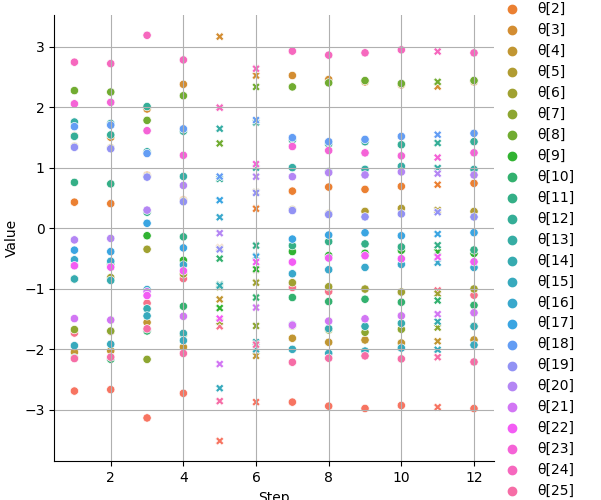 3
2
1
0
−1
−2
−3
Value
2
4
6
8
10
12
Step
θ[2]
θ[3]
θ[4]
θ[5]
θ[6]
θ[7]
θ[8]
θ[9]
θ[10]
θ[11]
θ[12]
θ[13]
θ[14]
θ[15]
θ[16]
θ[17]
θ[18]
θ[19]
θ[20]
θ[21]
θ[22]
θ[23]
θ[24]
θ[25]